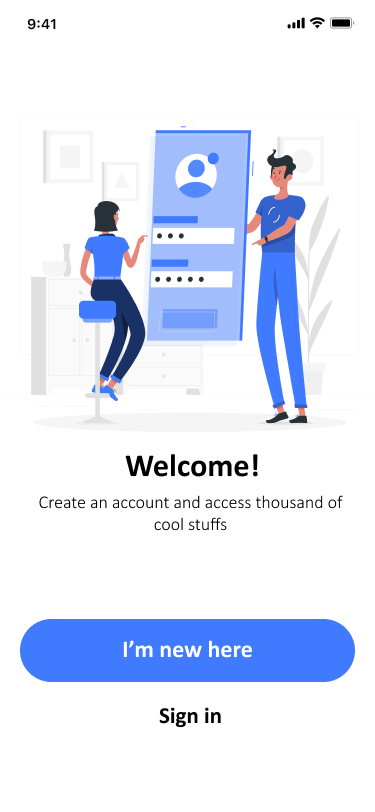 9:41
Welcome!
Create an account and access thousand of
cool stuffs
I’m new here
Sign in